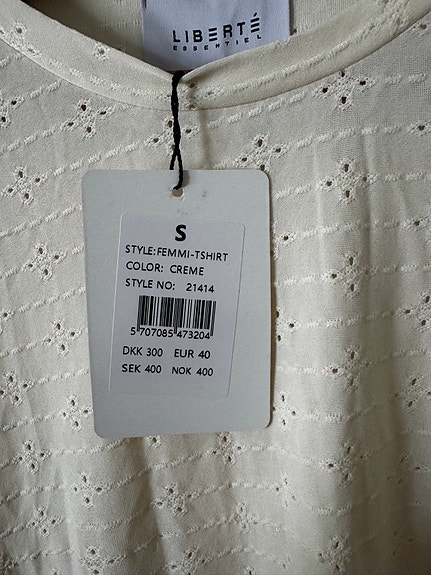 LIBERTÉ
ESSENTIEL
S
STYLE:FEMMI-TSHIRT
COLOR: CREME
STYLE NO: 21414
5 707085 473204
DKK 300 EUR 40
SEK 400 NOK 400